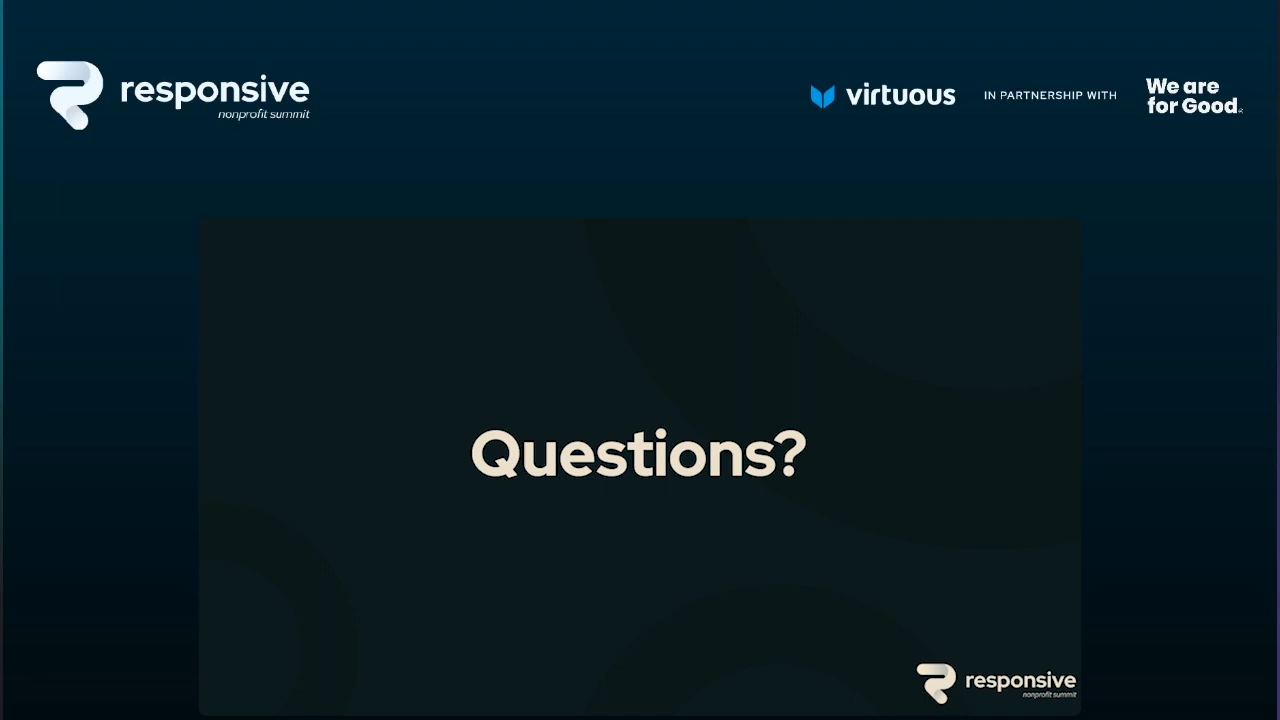 responsive
nonprofit summit
virtuous
IN PARTNERSHIP WITH
We are
for Good.
Questions?
responsive
nonprofit summit